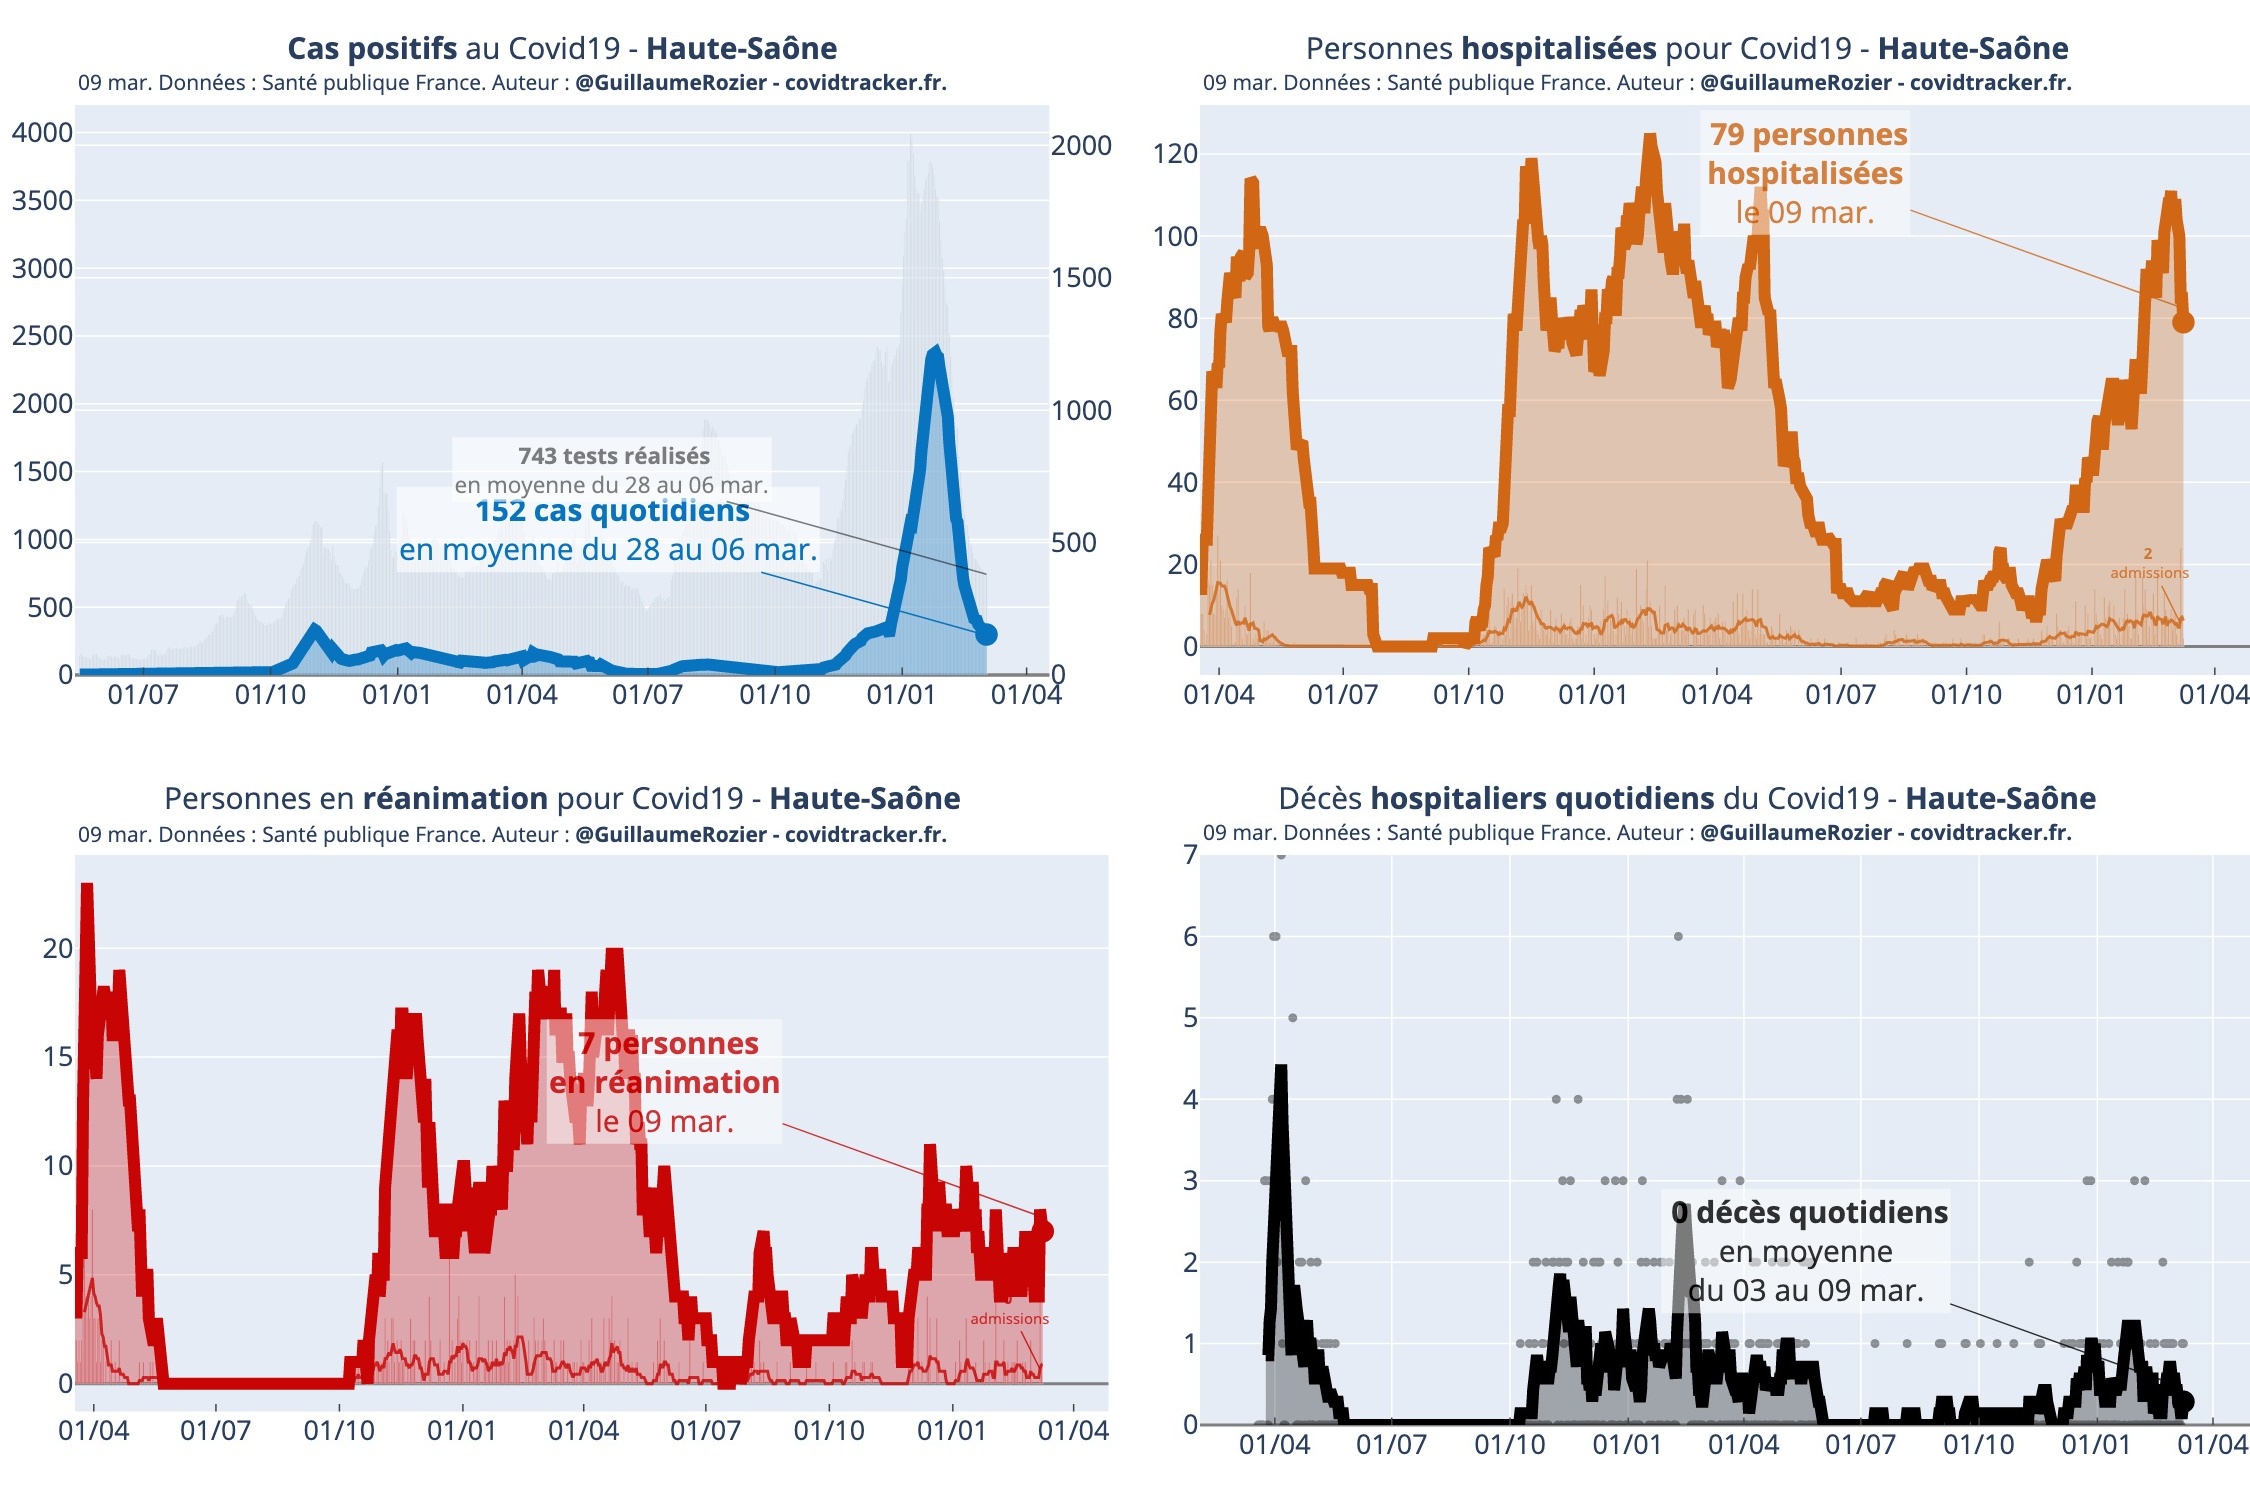 Cas positifs au Covid19 - Haute-Saône
09 mar. Données : Santé publique France. Auteur : @GuillaumeRozier - covidtracker.fr.
4000
3500
3000
2500
2000
1500
1000
500
0
2000
1500
1000
500
0
743 tests réalisés
en moyenne du 28 au 06 mar.
152 cas quotidiens
en moyenne du 28 au 06 mar.
01/07 01/10 01/01 01/04 01/07 01/10 01/01 01/04
Personnes hospitalisées pour Covid19 - Haute-Saône
09 mar. Données : Santé publique France. Auteur : @GuillaumeRozier - covidtracker.fr.
120
100
80
60
40
20
0
79 personnes
hospitalisées
le 09 mar.
2
admissions
01/04 01/07 01/10 01/01 01/04 01/07 01/10 01/01 01/04
Personnes en réanimation pour Covid19 - Haute-Saône
09 mar. Données : Santé publique France. Auteur : @GuillaumeRozier - covidtracker.fr.
20
15
10
5
0
7 personnes
en réanimation
le 09 mar.
admissions
01/04 01/07 01/10 01/01 01/04 01/07 01/10 01/01 01/04
Décès hospitaliers quotidiens du Covid19 - Haute-Saône
09 mar. Données : Santé publique France. Auteur : @GuillaumeRozier - covidtracker.fr.
7
6
5
4
3
2
1
0
0 décès quotidiens
en moyenne
du 03 au 09 mar.
01/04 01/07 01/10 01/01 01/04 01/07 01/10 01/01 01/04